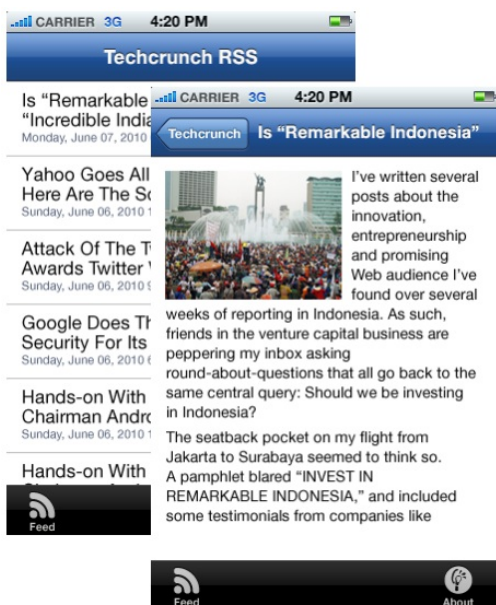 CARRIER 3G 4:20 PM
Techcrunch RSS
Is “Remarkable
“Incredible India
Monday, June 07, 2010
Yahoo Goes All
Here Are The
Sunday, June 06, 2010
Attack Of The
Awards Twitter
Sunday, June 06, 2010
Google Does
Security For Its
Sunday, June 06, 2010
Hands-on With
Chairman
Sunday, June 06, 2010
Hands-on With
Feed
CARRIER 3G 4:20 PM
Techcrunch Is “Remarkable Indonesia”
I’ve written several
posts about the
innovation,
entrepreneurship
and promising
Web audience I’ve
found over several
weeks of reporting in Indonesia. As such,
friends in the venture capital business are
peppering my inbox asking
round-about-questions that all go back to the
same central query: Should we be investing
in Indonesia?
The seatback pocket on my flight from
Jakarta to Surabaya seemed to think so.
A pamphlet blared “INVEST IN
REMARKABLE INDONESIA,” and included
some testimonials from companies like
Feed About